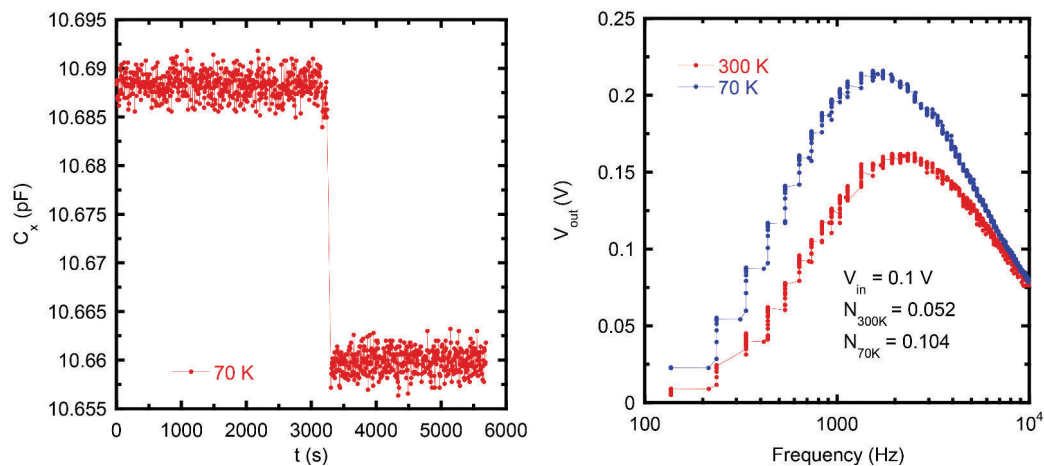 10.695
10.69
10.685
10.68
10.675
10.67
10.665
10.66
10.655
C_x (pF)
70 K
0 1000 2000 3000 4000 5000 6000
t (s)
0.25
0.2
0.15
0.1
0.05
0
V_out (V)
300 K
70 K
V_in = 0.1 V
N_300K = 0.052
N_70K = 0.104
100 1000 10^4
Frequency (Hz)